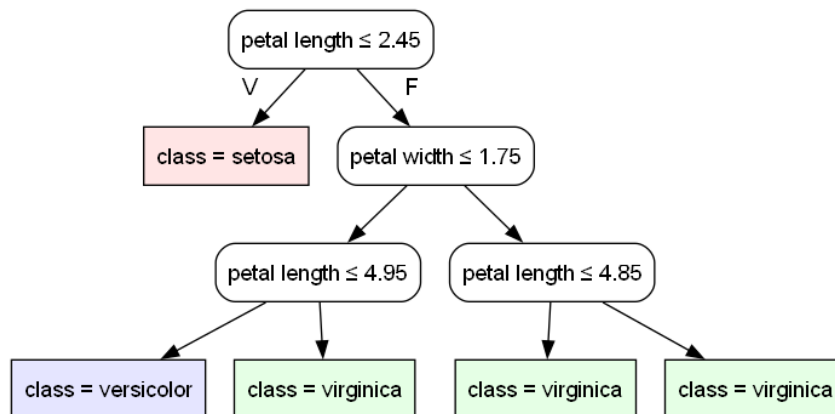 petal length ≤ 2.45
V
F
class = setosa
petal width ≤ 1.75
petal length ≤ 4.95
petal length ≤ 4.85
class = versicolor
class = virginica
class = virginica
class = virginica